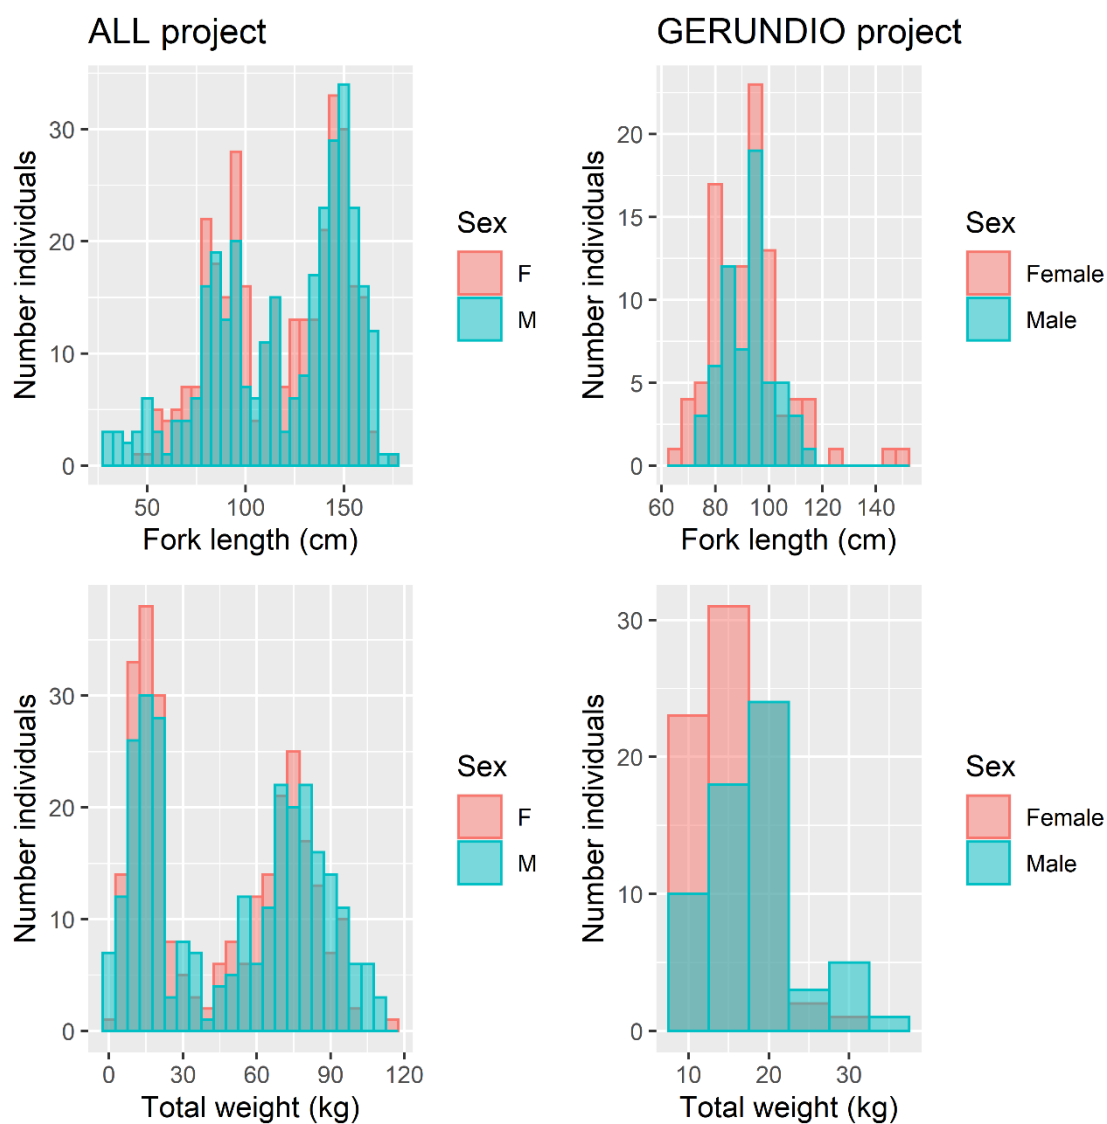 ALL project
GERUNDIO project
Number individuals
30
20
10
0
50
100
150
Fork length (cm)
Sex
F
M
Number individuals
20
15
10
5
0
60
80
100
120
140
Fork length (cm)
Sex
Female
Male
Number individuals
30
20
10
0
0
30
60
90
120
Total weight (kg)
Sex
F
M
Number individuals
30
20
10
0
10
20
30
Total weight (kg)
Sex
Female
Male